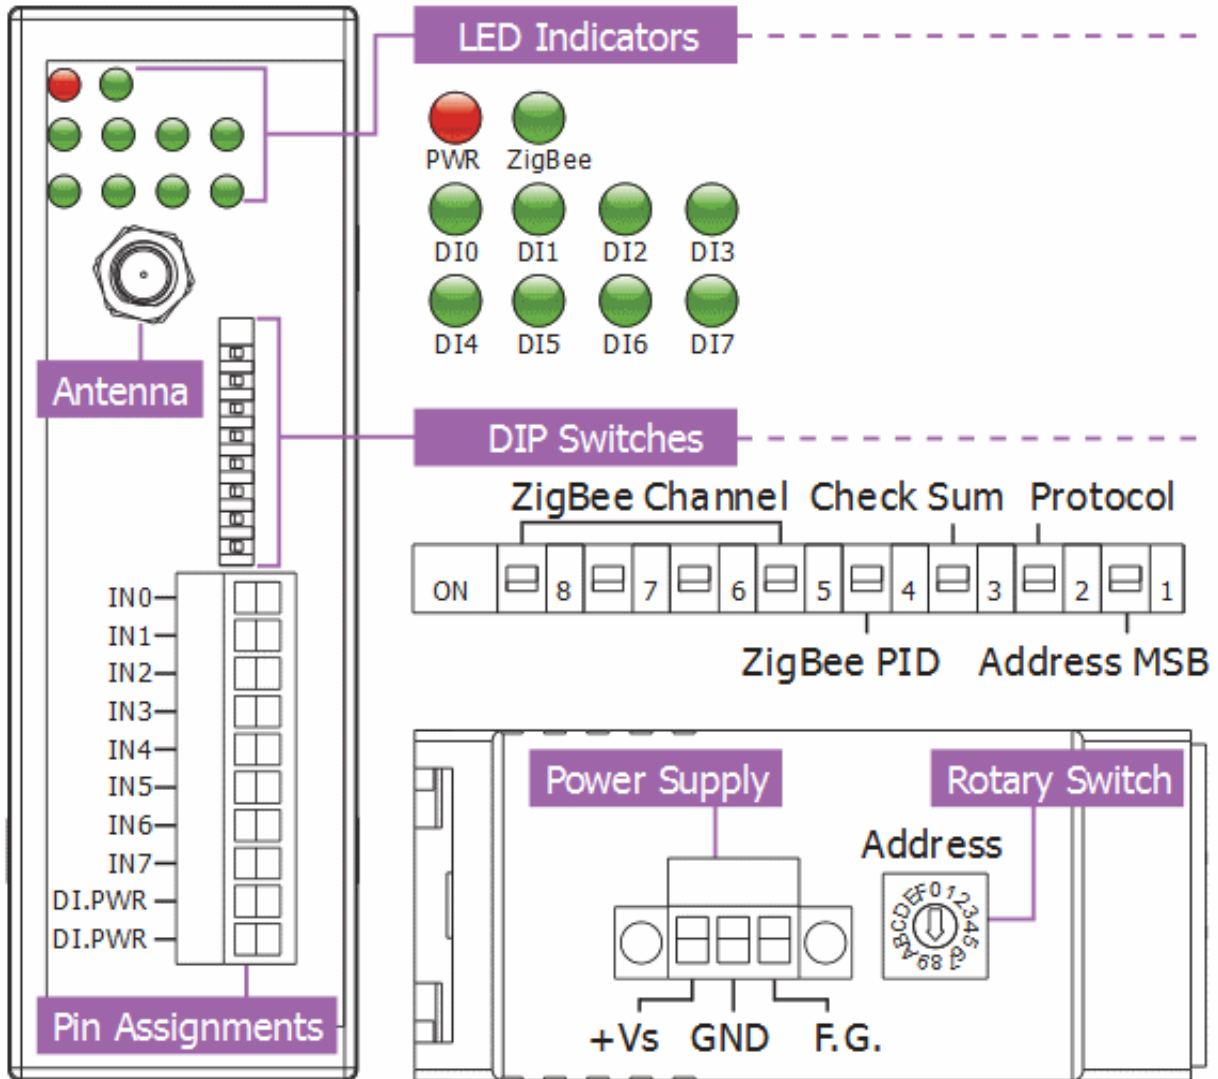 LED Indicators
PWR ZigBee
DI0 DI1 DI2 DI3
DI4 DI5 DI6 DI7
Antenna
DIP Switches
ZigBee Channel Check Sum Protocol
ON 8 7 6 5 4 3 2 1
ZigBee PID Address MSB
IN0
IN1
IN2
IN3
IN4
IN5
IN6
IN7
DI.PWR
DI.PWR
Pin Assignments
Power Supply
Rotary Switch
Address
0123456789ABCDEF
+Vs GND F.G.